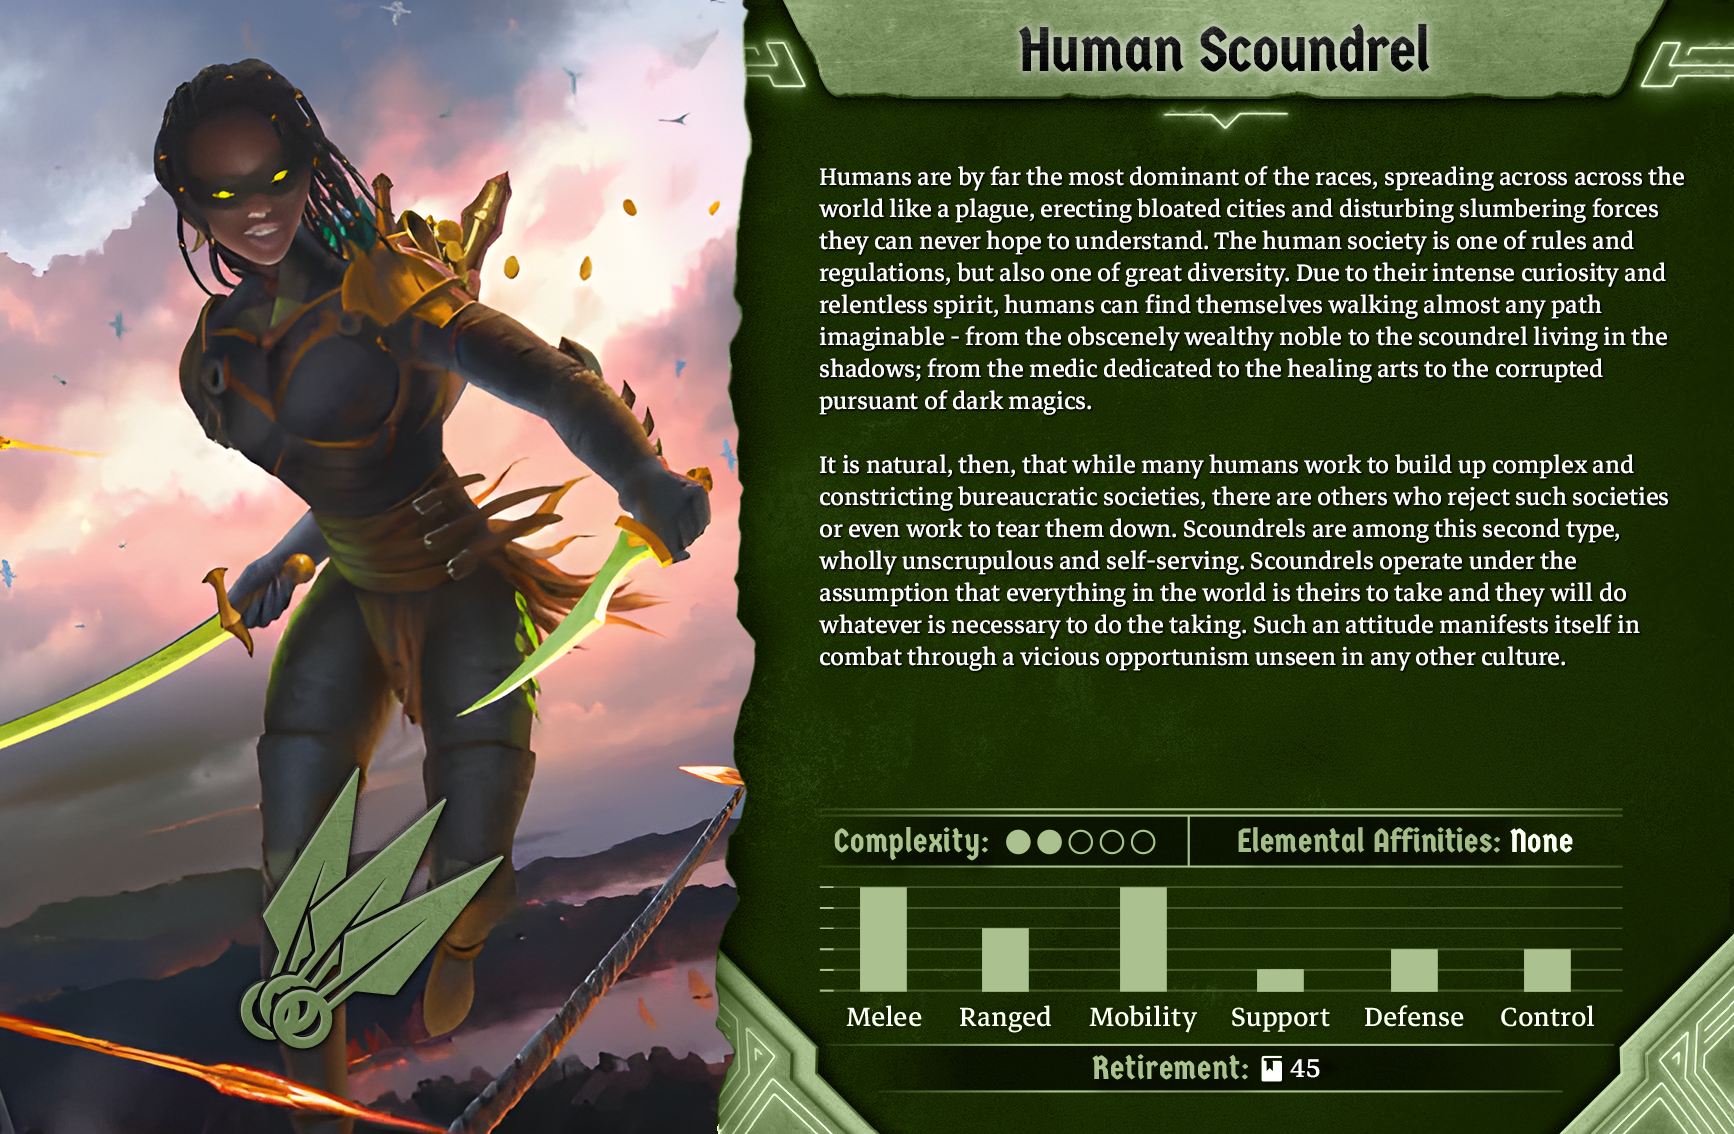 Human Scoundrel
Humans are by far the most dominant of the races, spreading across across the
world like a plague, erecting bloated cities and disturbing slumbering forces
they can never hope to understand. The human society is one of rules and
regulations, but also one of great diversity. Due to their intense curiosity and
relentless spirit, humans can find themselves walking almost any path
imaginable - from the obscenely wealthy noble to the scoundrel living in the
shadows; from the medic dedicated to the healing arts to the corrupted
pursuant of dark magics.
It is natural, then, that while many humans work to build up complex and
constricting bureaucratic societies, there are others who reject such societies
or even work to tear them down. Scoundrels are among this second type,
wholly unscrupulous and self-serving. Scoundrels operate under the
assumption that everything in the world is theirs to take and they will do
whatever is necessary to do the taking. Such an attitude manifests itself in
combat through a vicious opportunism unseen in any other culture.
Complexity:
Elemental Affinities: None
Melee Ranged Mobility Support Defense Control
Retirement: 45